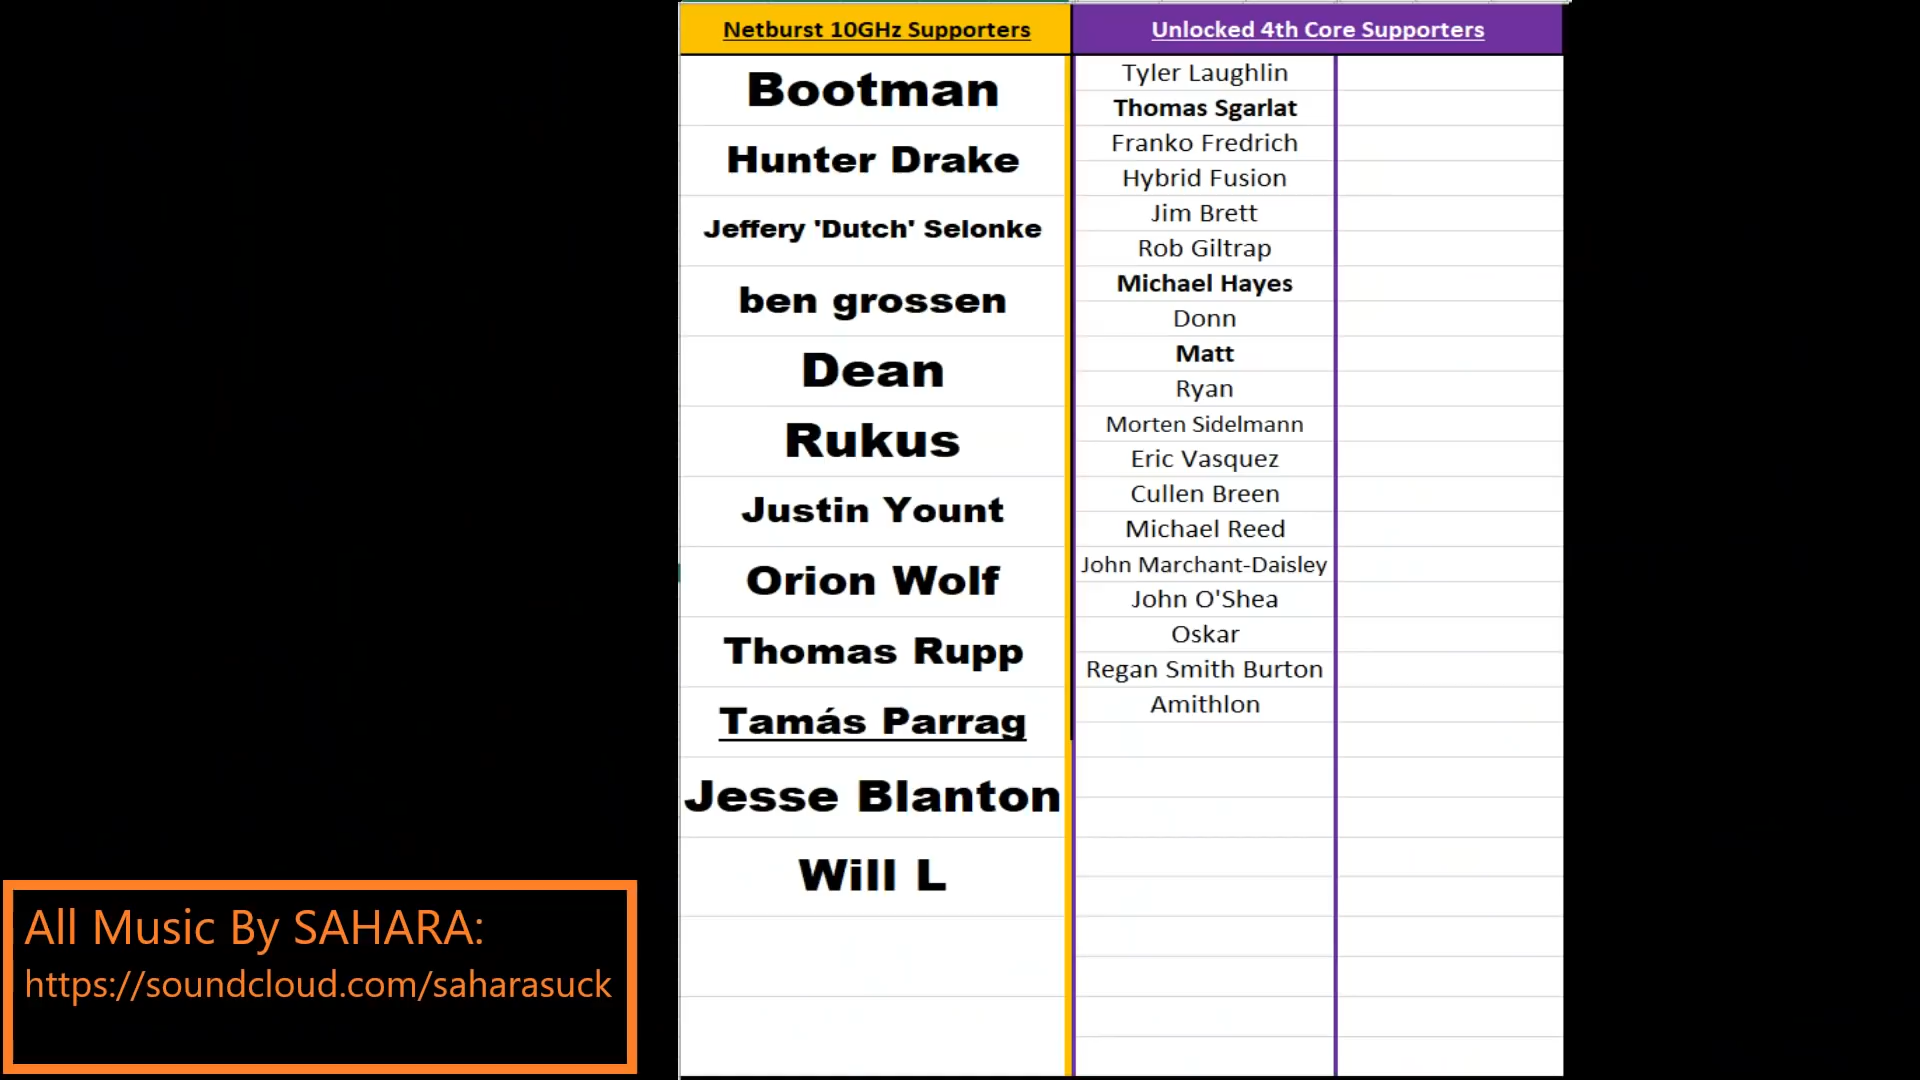 Netburst 10GHz Supporters
Bootman
Hunter Drake
Jeffery 'Dutch' Selonke
ben grossen
Dean
Rukus
Justin Yount
Orion Wolf
Thomas Rupp
Tamás Parrag
Jesse Blanton
Will L
Unlocked 4th Core Supporters
Tyler Laughlin
Thomas Sgarlat
Franko Fredrich
Hybrid Fusion
Jim Brett
Rob Giltrap
Michael Hayes
Donn
Matt
Ryan
Morten Sidelmann
Eric Vasquez
Cullen Breen
Michael Reed
John Marchant-Daisley
John O'Shea
Oskar
Regan Smith Burton
Amithlon
All Music By SAHARA:
https://soundcloud.com/saharasuck